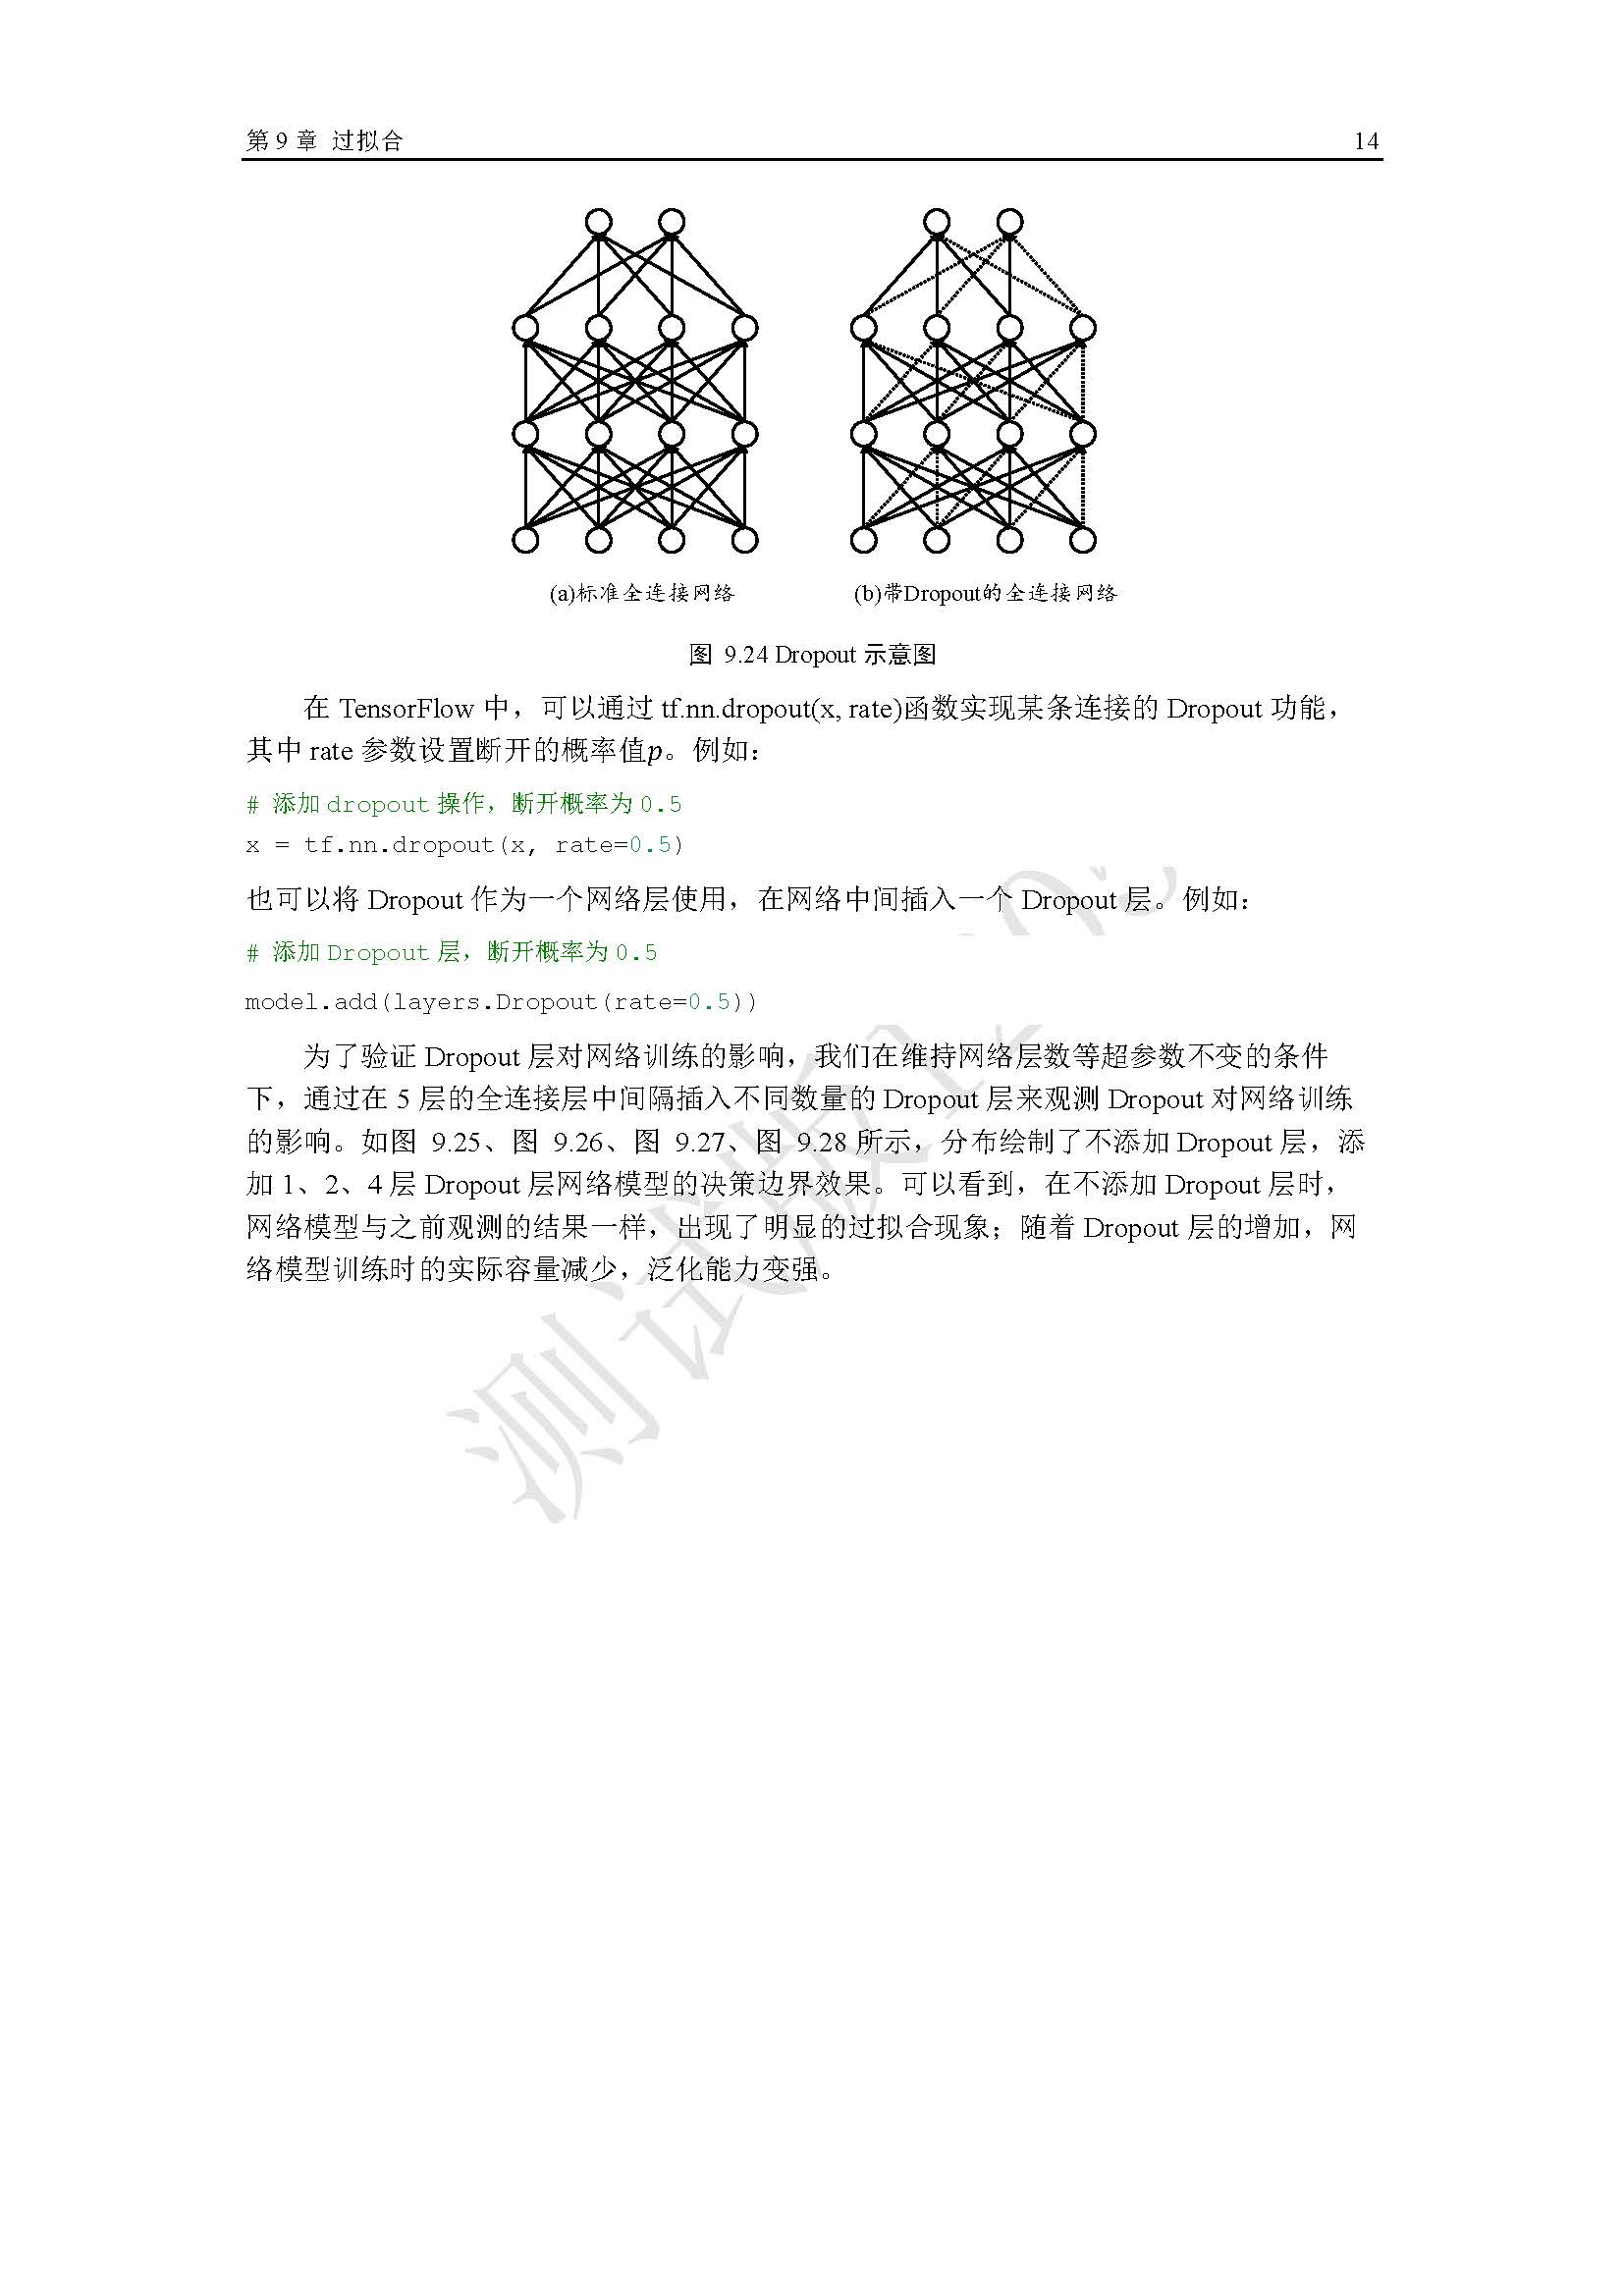 第 9 章 过拟合 14
(a)标准全连接网络 (b)带Dropout的全连接网络
图 9.24 Dropout 示意图
在 TensorFlow 中，可以通过 tf.nn.dropout(x, rate)函数实现某条连接的 Dropout 功能，
其中 rate 参数设置断开的概率值p。例如：
# 添加 dropout 操作，断开概率为 0.5
x = tf.nn.dropout(x, rate=0.5)
也可以将 Dropout 作为一个网络层使用，在网络中间插入一个 Dropout 层。例如：
# 添加 Dropout 层，断开概率为 0.5
model.add(layers.Dropout(rate=0.5))
为了验证 Dropout 层对网络训练的影响，我们在维持网络层数等超参数不变的条件
下，通过在 5 层的全连接层中间隔插入不同数量的 Dropout 层来观测 Dropout 对网络训练
的影响。如图 9.25、图 9.26、图 9.27、图 9.28 所示，分布绘制了不添加 Dropout 层，添
加 1、2、4 层 Dropout 层网络模型的决策边界效果。可以看到，在不添加 Dropout 层时，
网络模型与之前观测的结果一样，出现了明显的过拟合现象；随着 Dropout 层的增加，网
络模型训练时的实际容量减少，泛化能力变强。
测试版